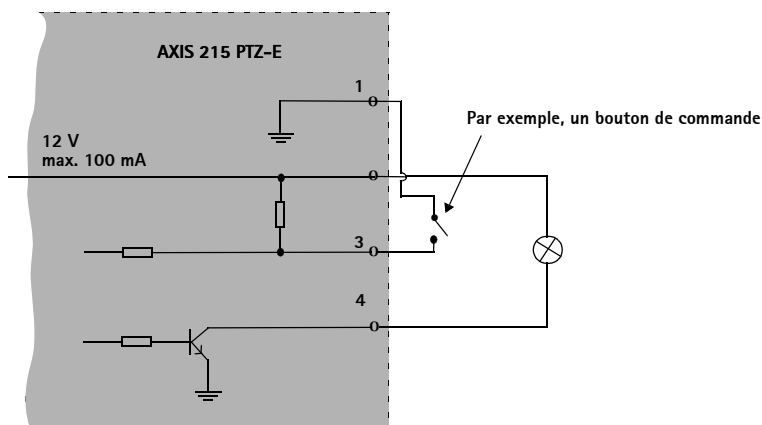 AXIS 215 PTZ-E
1
Par exemple, un bouton de commande
12 V
max. 100 mA
3
4